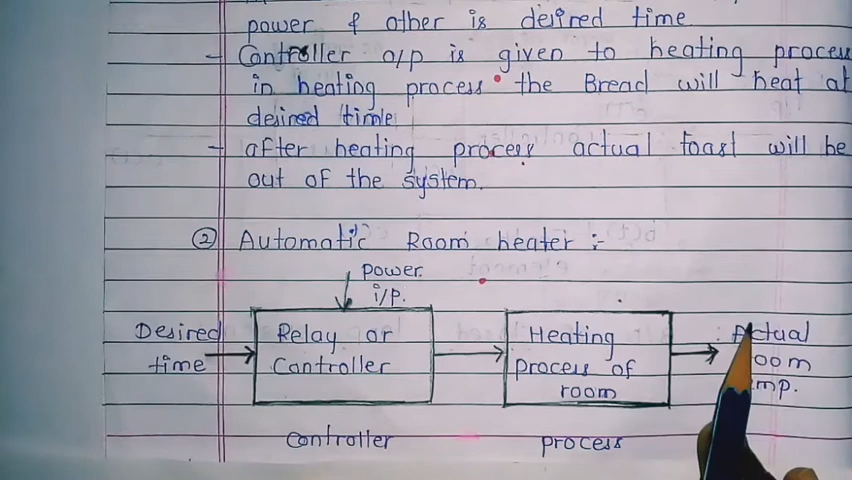 power & other is desired time
- Controller o/p is given to heating process
in heating process the Bread will heat at
desired time
- after heating process actual toast will be
out of the system.
② Automatic Room heater :-
power
i/p.
Desired
time
Relay or
Controller
Heating
process of
room
Actual
controller
process